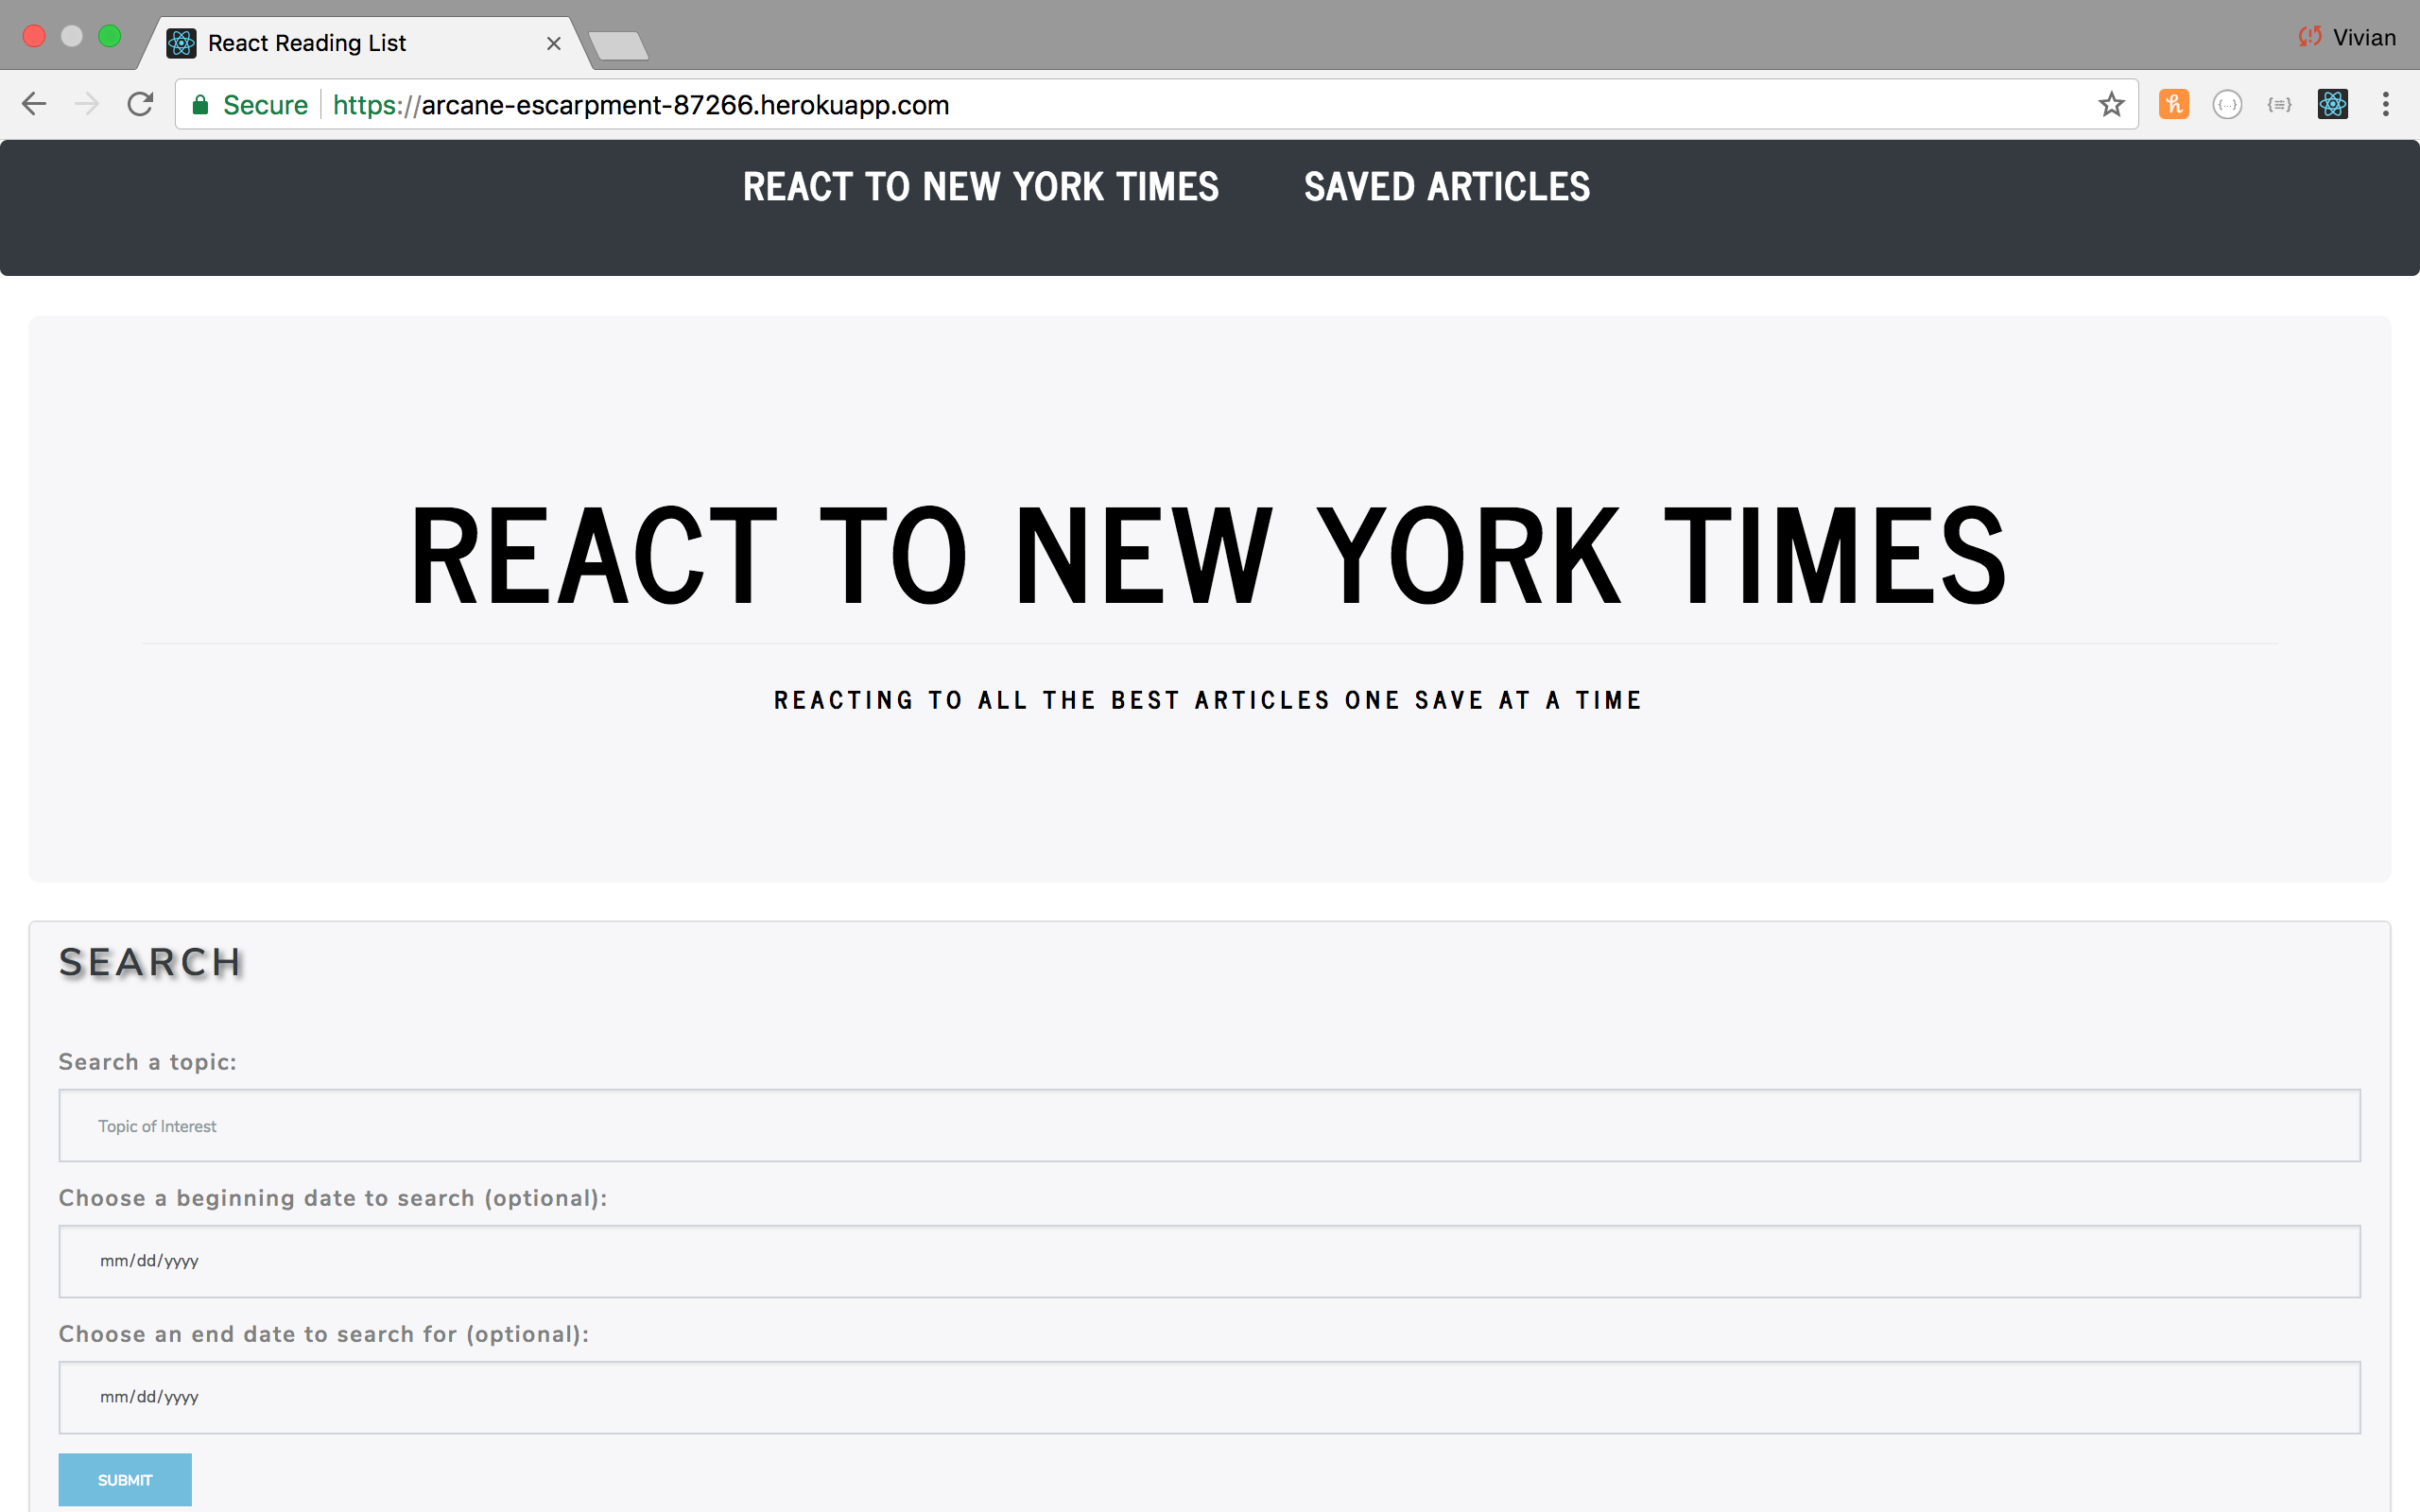 React Reading List
Vivian
Secure https://arcane-escarpment-87266.herokuapp.com
REACT TO NEW YORK TIMES SAVED ARTICLES
REACT TO NEW YORK TIMES
REACTING TO ALL THE BEST ARTICLES ONE SAVE AT A TIME
SEARCH
Search a topic:
Topic of Interest
Choose a beginning date to search (optional):
mm/dd/yyyy
Choose an end date to search for (optional):
mm/dd/yyyy
SUBMIT